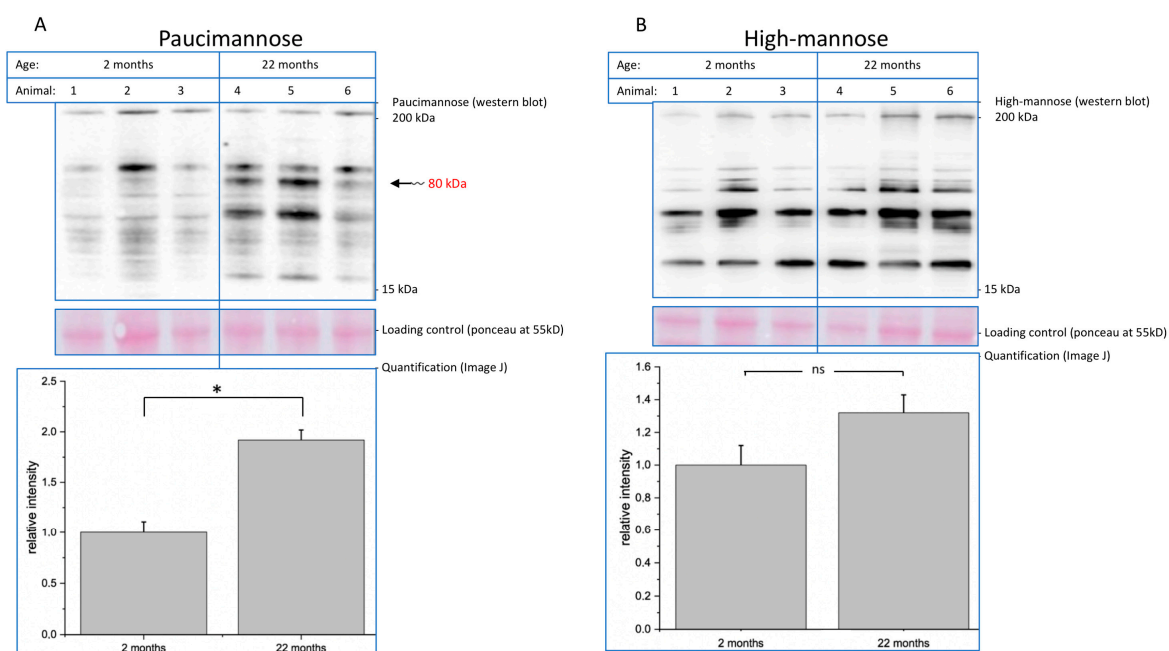 A
Paucimannose
Age: 2 months 22 months
Animal: 1 2 3 4 5 6
Paucimannose (western blot)
200 kDa
80 kDa
15 kDa
Loading control (ponceau at 55kD)
Quantification (Image J)
2.5
2.0
1.5
1.0
0.5
0.0
relative intensity
*
2 months 22 months
B
High-mannose
Age: 2 months 22 months
Animal: 1 2 3 4 5 6
High-mannose (western blot)
200 kDa
15 kDa
Loading control (ponceau at 55kD)
Quantification (Image J)
1.6
1.4
1.2
1.0
0.8
0.6
0.4
0.2
0.0
relative intensity
ns
2 months 22 months